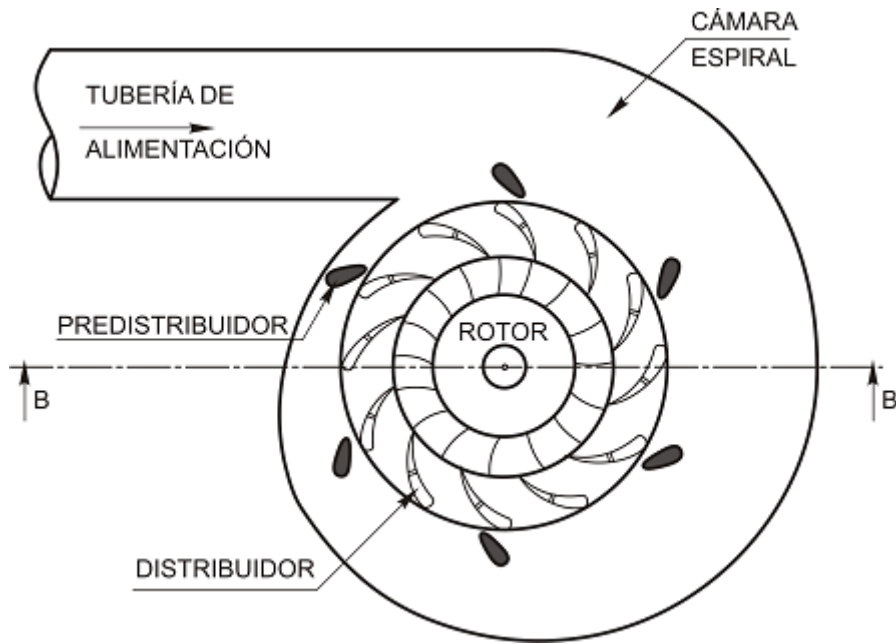 CÁMARA
ESPIRAL
TUBERÍA DE
ALIMENTACIÓN
PREDISTRIBUIDOR
ROTOR
B
B
DISTRIBUIDOR